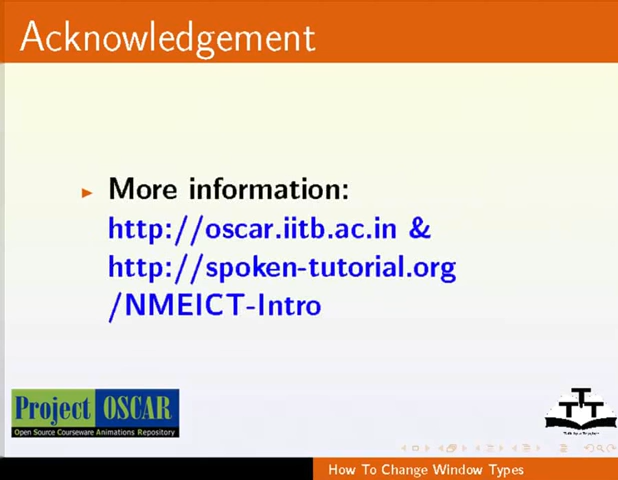 Acknowledgement
More information:
http://oscar.iitb.ac.in &
http://spoken-tutorial.org
/NMEICT-Intro
Project OSCAR
Open Source Courseware Animations Repository
TTT
How To Change Window Types